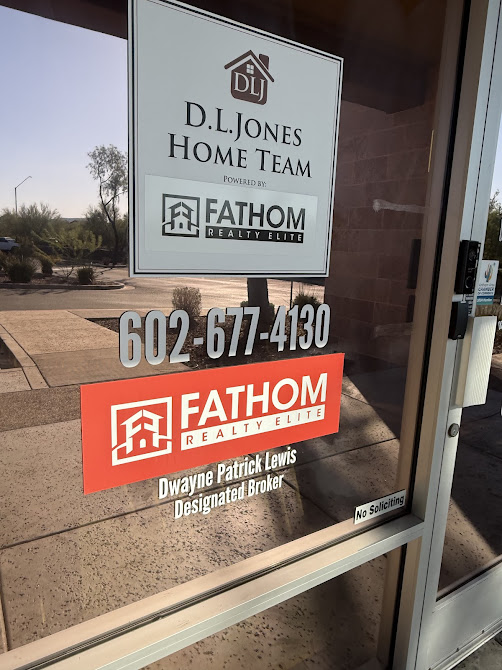 DLJ
D.L.JONES
HOME TEAM
POWERED BY:
FATHOM
REALTY ELITE
602-677-4130
FATHOM
REALTY ELITE
Dwayne Patrick Lewis
Designated Broker
No Soliciting